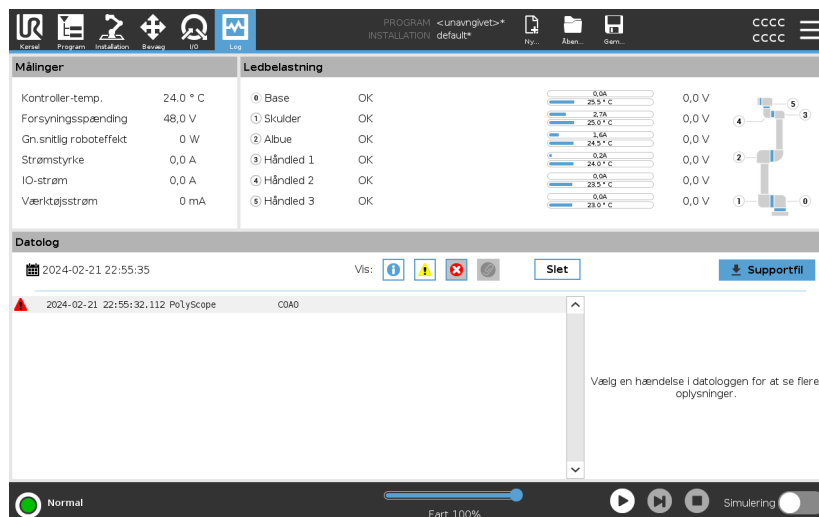 PROGRAM <unavngivet>*
INSTALLATION default*
CCCC
CCCC
UR
Kørsel Program Installation Bevæg I/O Log
Ny... Åben... Gem...
Målinger
Kontroller-temp. 24.0 ° C
Forsyningsspænding 48,0 V
Gn.snitlig roboteffekt 0 W
Strømstyrke 0,0 A
IO-strøm 0,0 A
Værktøjsstrøm 0 mA
Ledbelastning
0 Base OK 0,0A 25.5 ° C 0,0 V
1 Skulder OK 2,7A 25.0 ° C 0,0 V
2 Albue OK 1,6A 24.5 ° C 0,0 V
3 Håndled 1 OK 0,2A 24.0 ° C 0,0 V
4 Håndled 2 OK 0,0A 23.5 ° C 0,0 V
5 Håndled 3 OK 0,0A 23.0 ° C 0,0 V
5
3
4
2
1 0
Datolog
2024-02-21 22:55:35 Vis: Slet Supportfil
2024-02-21 22:55:32.112 PolyScope C0A0
Vælg en hændelse i datologgen for at se flere
oplysninger.
Normal
Fart 100%
Simulering